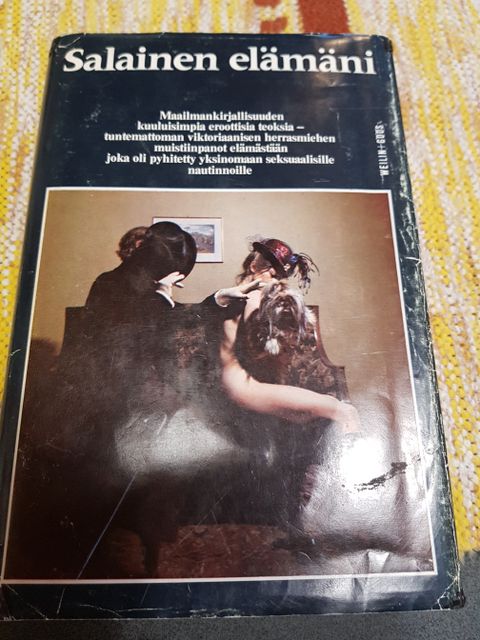 Salainen elämäni
Maailmankirjallisuuden
kuuluisimpia eroottisia teoksia –
tuntemattoman viktoriaanisen herrasmiehen
muistiinpanot elämästään
joka oli pyhitetty yksinomaan seksuaalisille
nautinnoille
WEILIN+GÖÖS